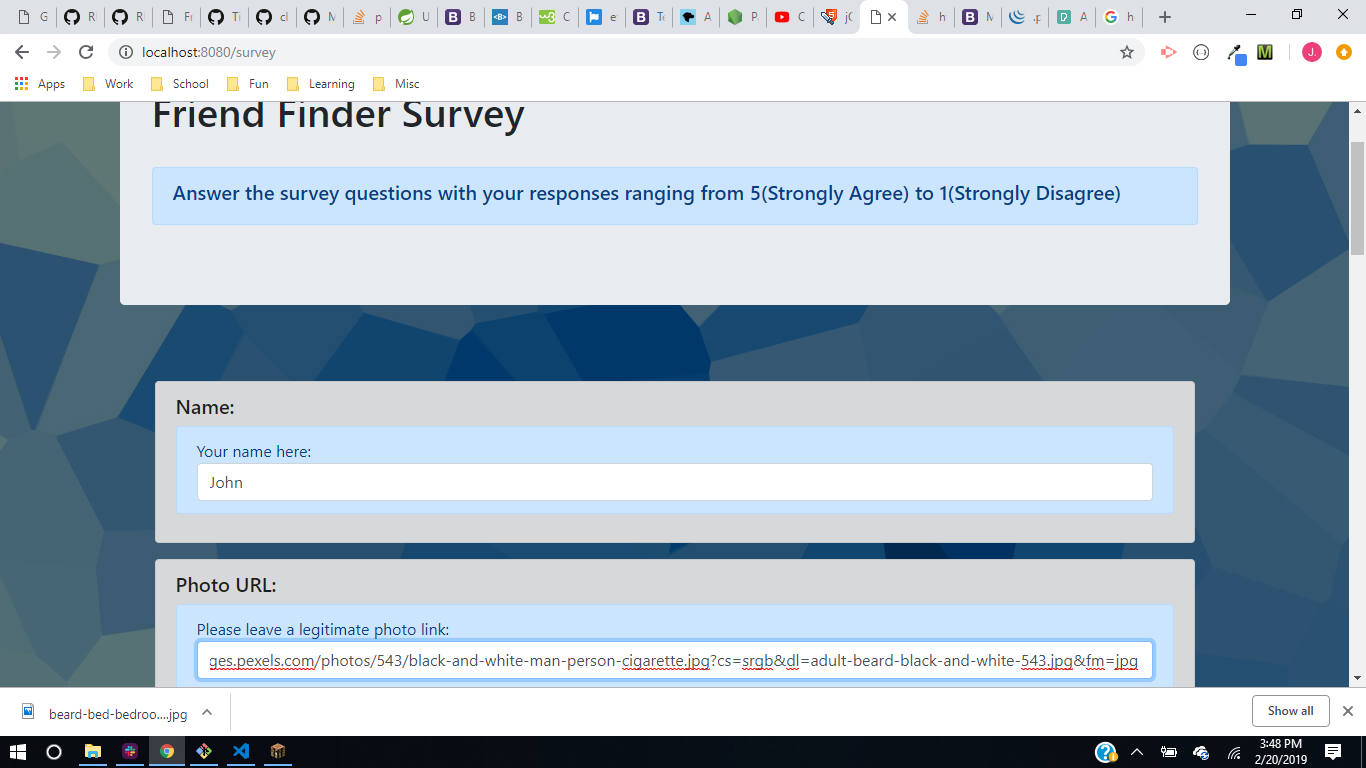 G
R
R
Fr
Ti
cl
M
p
U
B
B
C
e
Te
A
P
C
jC
h
M
.p
A
h
localhost:8080/survey
J.
Apps Work School Fun Learning Misc
Friend Finder Survey
Answer the survey questions with your responses ranging from 5(Strongly Agree) to 1(Strongly Disagree)
Name:
Your name here:
John
Photo URL:
Please leave a legitimate photo link:
ges.pexels.com/photos/543/black-and-white-man-person-cigarette.jpg?cs=srgb&dl=adult-beard-black-and-white-543.jpg&fm=jpg
beard-bed-bedroo....jpg
Show all
3:48 PM
2/20/2019